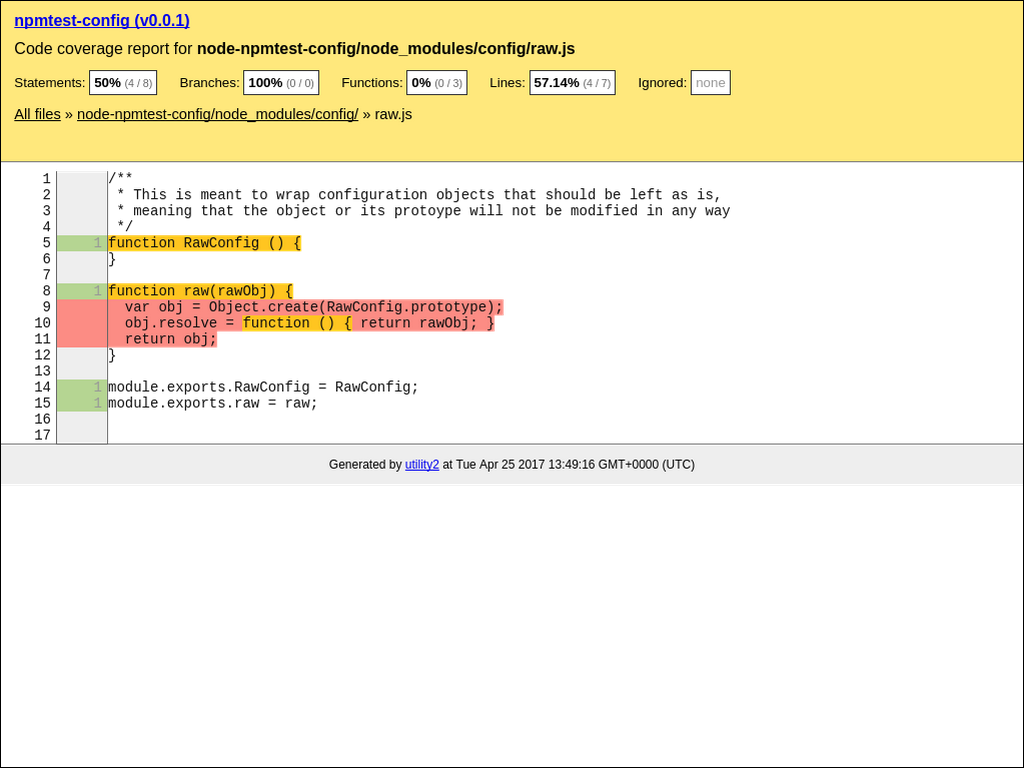 npmtest-config (v0.0.1)
Code coverage report for node-npmtest-config/node_modules/config/raw.js
Statements: 50% (4 / 8) Branches: 100% (0 / 0) Functions: 0% (0 / 3) Lines: 57.14% (4 / 7) Ignored: none
All files » node-npmtest-config/node_modules/config/ » raw.js
1 /**
2  * This is meant to wrap configuration objects that should be left as is,
3  * meaning that the object or its protoype will not be modified in any way
4  */
5 1 function RawConfig () {
6 }
7
8 1 function raw(rawObj) {
9   var obj = Object.create(RawConfig.prototype);
10   obj.resolve = function () { return rawObj; }
11   return obj;
12 }
13
14 1 module.exports.RawConfig = RawConfig;
15 1 module.exports.raw = raw;
16
17
Generated by utility2 at Tue Apr 25 2017 13:49:16 GMT+0000 (UTC)